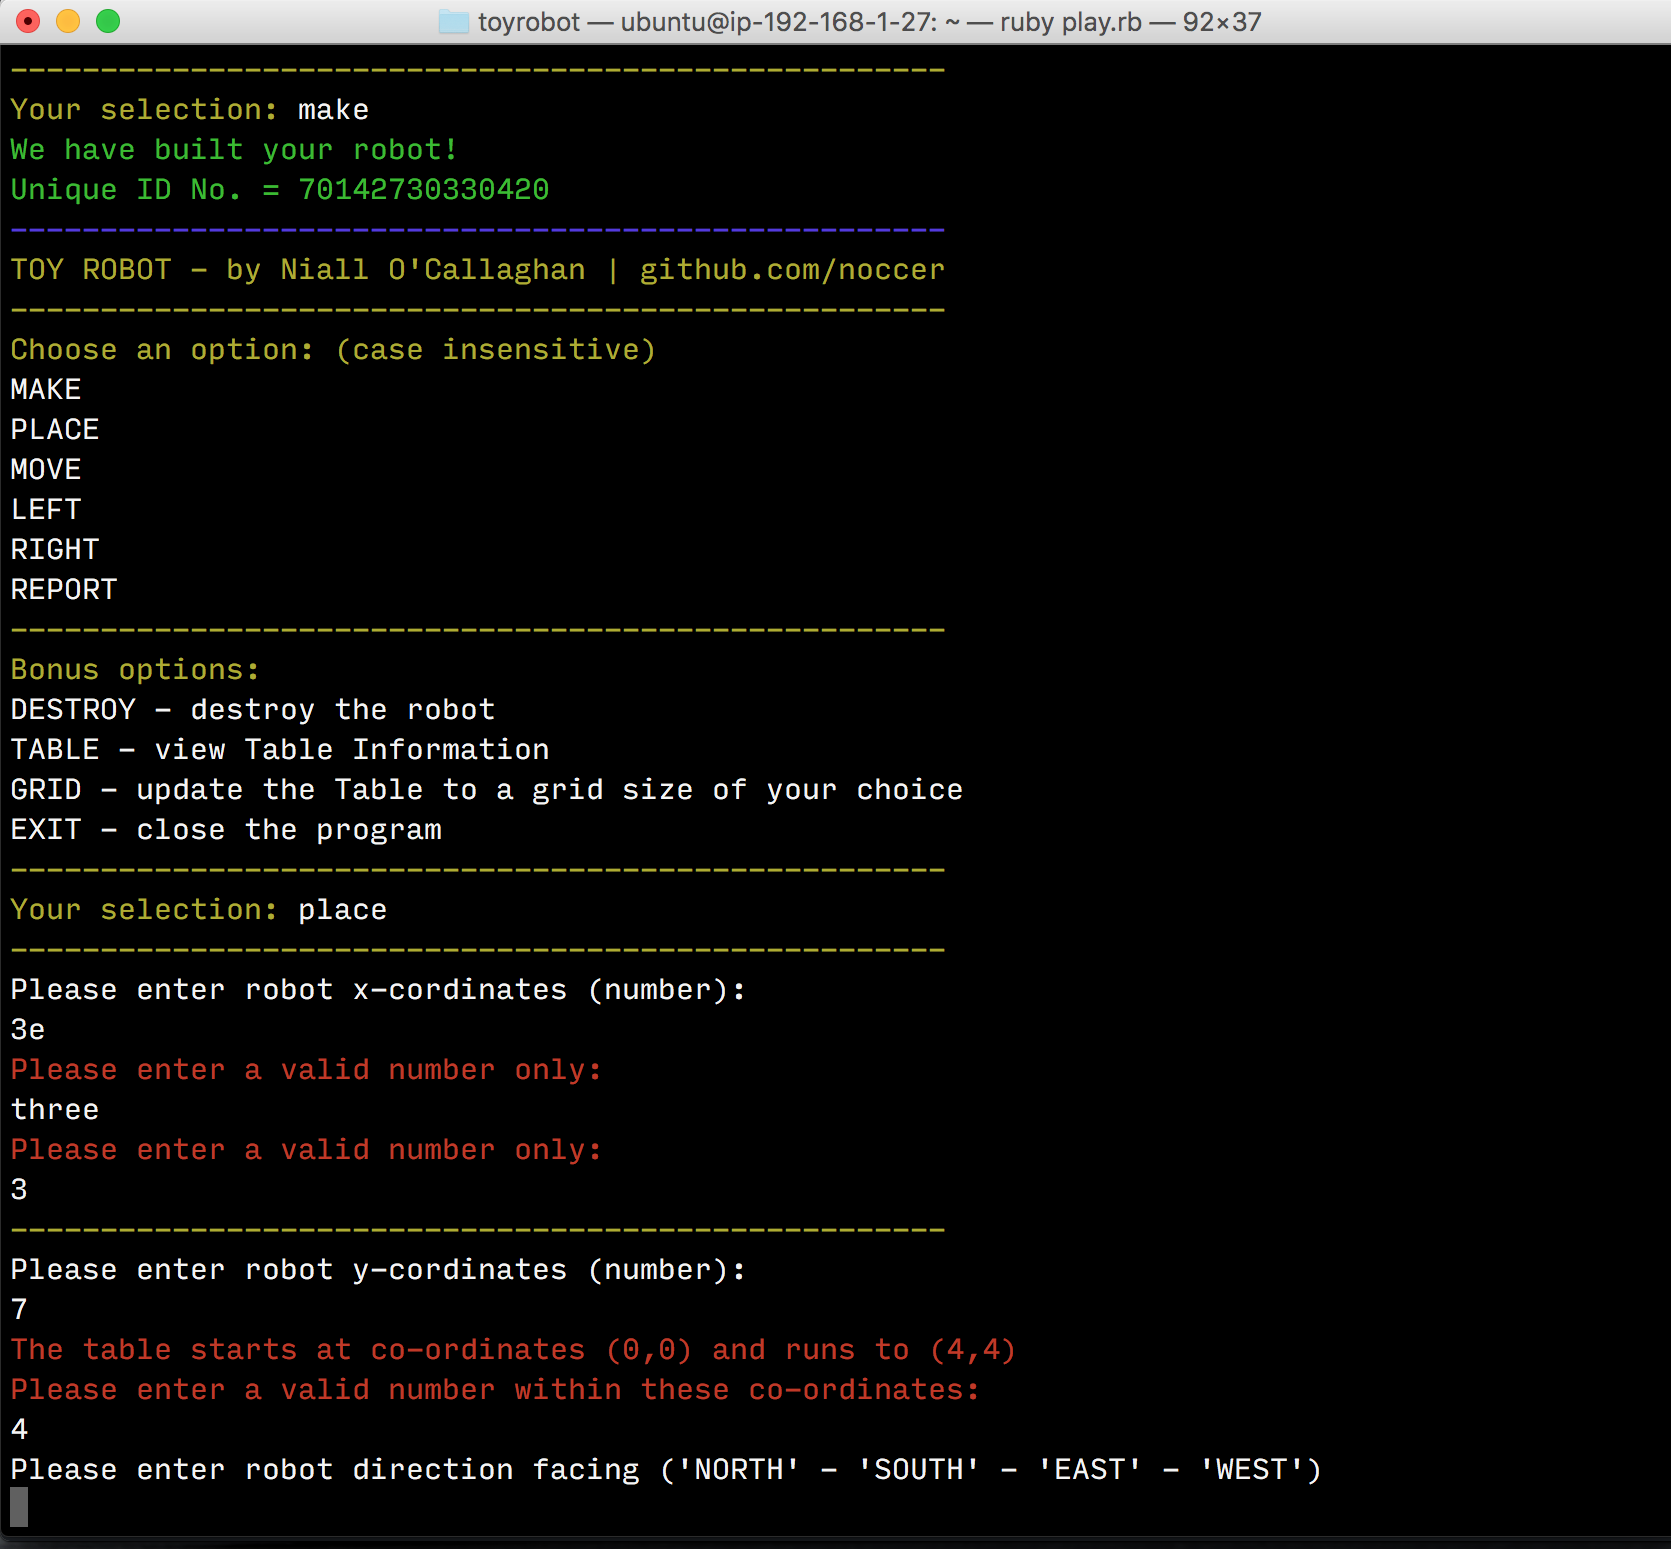 toyrobot — ubuntu@ip-192-168-1-27: ~ — ruby play.rb — 92×37
----------------------------------------------------
Your selection: make
We have built your robot!
Unique ID No. = 70142730330420
----------------------------------------------------
TOY ROBOT - by Niall O'Callaghan | github.com/noccer
----------------------------------------------------
Choose an option: (case insensitive)
MAKE
PLACE
MOVE
LEFT
RIGHT
REPORT
----------------------------------------------------
Bonus options:
DESTROY - destroy the robot
TABLE - view Table Information
GRID - update the Table to a grid size of your choice
EXIT - close the program
----------------------------------------------------
Your selection: place
----------------------------------------------------
Please enter robot x-cordinates (number):
3e
Please enter a valid number only:
three
Please enter a valid number only:
3
----------------------------------------------------
Please enter robot y-cordinates (number):
7
The table starts at co-ordinates (0,0) and runs to (4,4)
Please enter a valid number within these co-ordinates:
4
Please enter robot direction facing ('NORTH' - 'SOUTH' - 'EAST' - 'WEST')